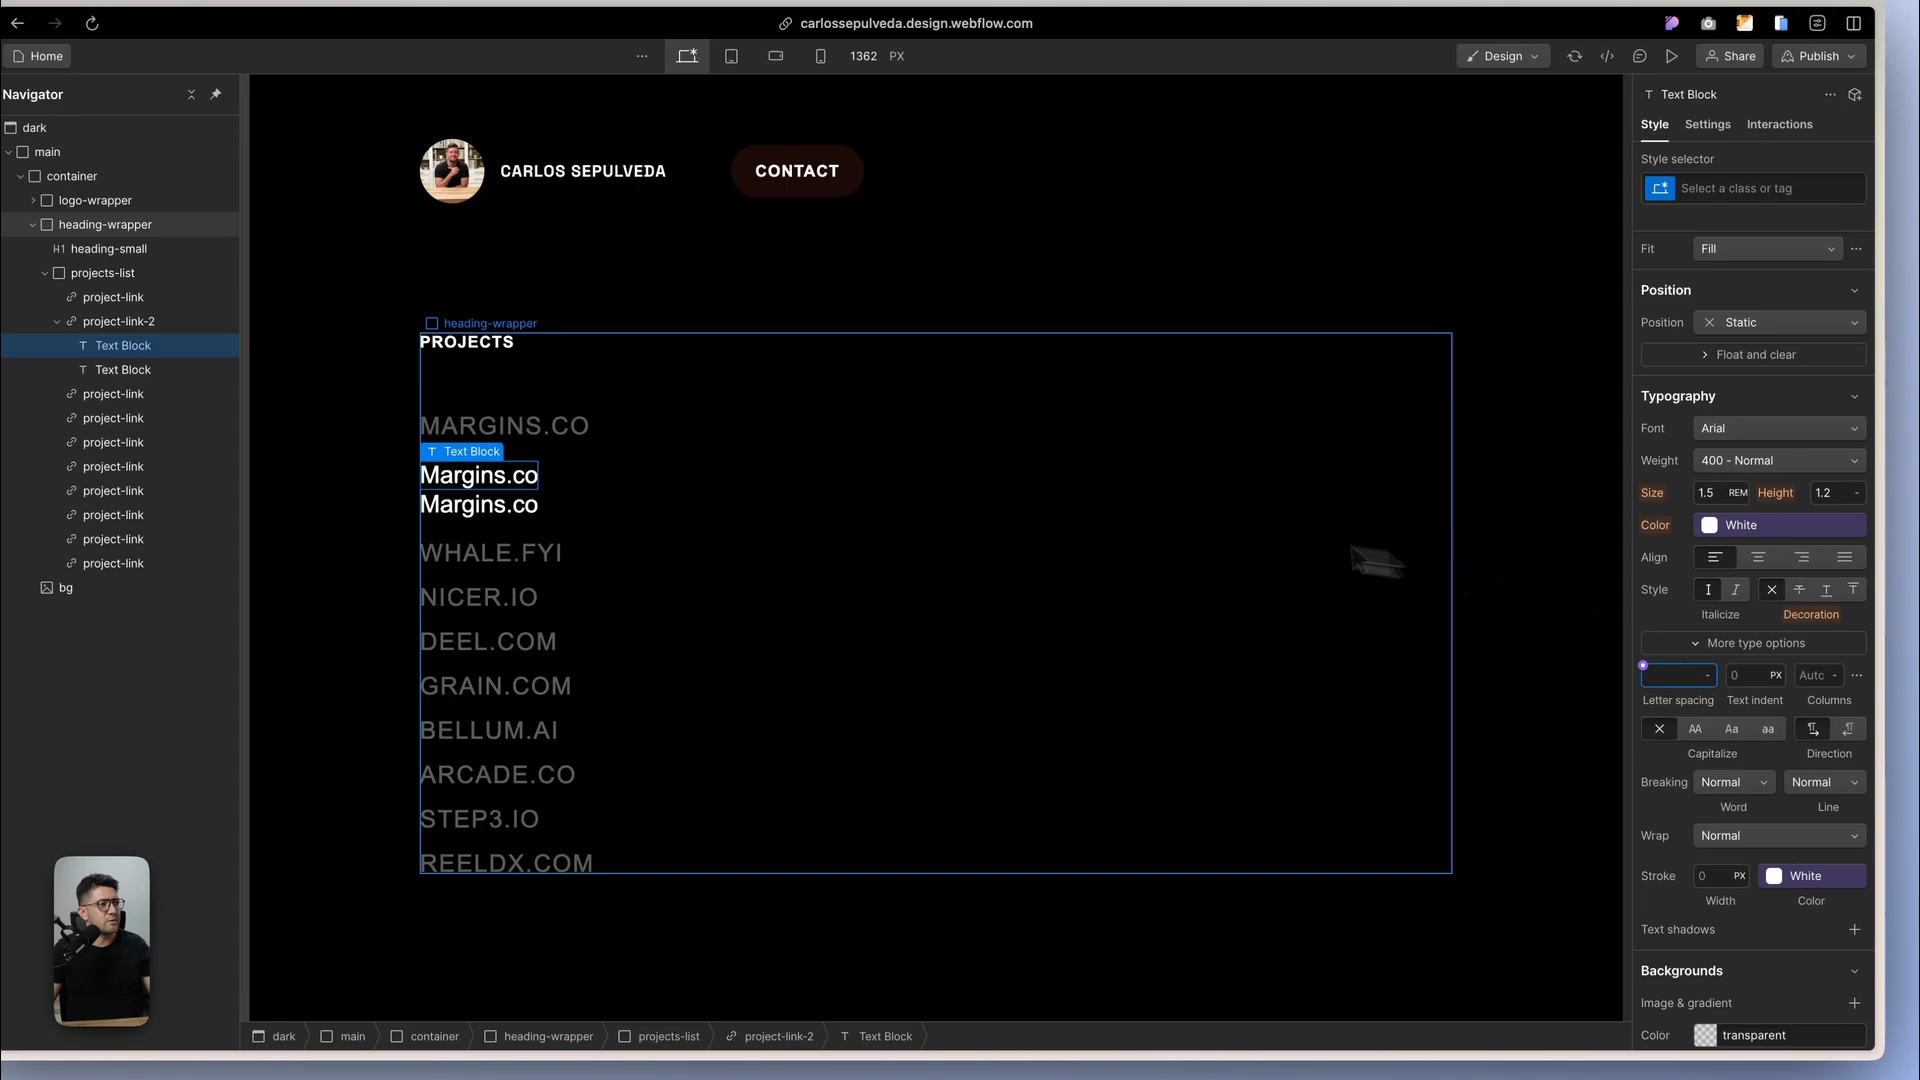 carlossepulveda.design.webflow.com
Home
1362 PX
Design
Share
Publish
Navigator
dark
main
container
logo-wrapper
heading-wrapper
H1 heading-small
projects-list
project-link
project-link-2
T Text Block
T Text Block
project-link
project-link
project-link
project-link
project-link
project-link
project-link
project-link
bg
CARLOS SEPULVEDA
CONTACT
heading-wrapper
PROJECTS
MARGINS.CO
T Text Block
Margins.co
Margins.co
WHALE.FYI
NICER.IO
DEEL.COM
GRAIN.COM
BELLUM.AI
ARCADE.CO
STEP3.IO
REELDX.COM
dark
main
container
heading-wrapper
projects-list
project-link-2
T Text Block
T Text Block
Style Settings Interactions
Style selector
Select a class or tag
Fit Fill
Position
Position Static
Float and clear
Typography
Font Arial
Weight 400 - Normal
Size 1.5 REM Height 1.2 -
Color White
Align
Style
Italicize Decoration
More type options
- 0 PX Auto -
Letter spacing Text indent Columns
AA Aa aa
Capitalize Direction
Breaking Normal Normal
Word Line
Wrap Normal
Stroke 0 PX White
Width Color
Text shadows
Backgrounds
Image & gradient
Color transparent